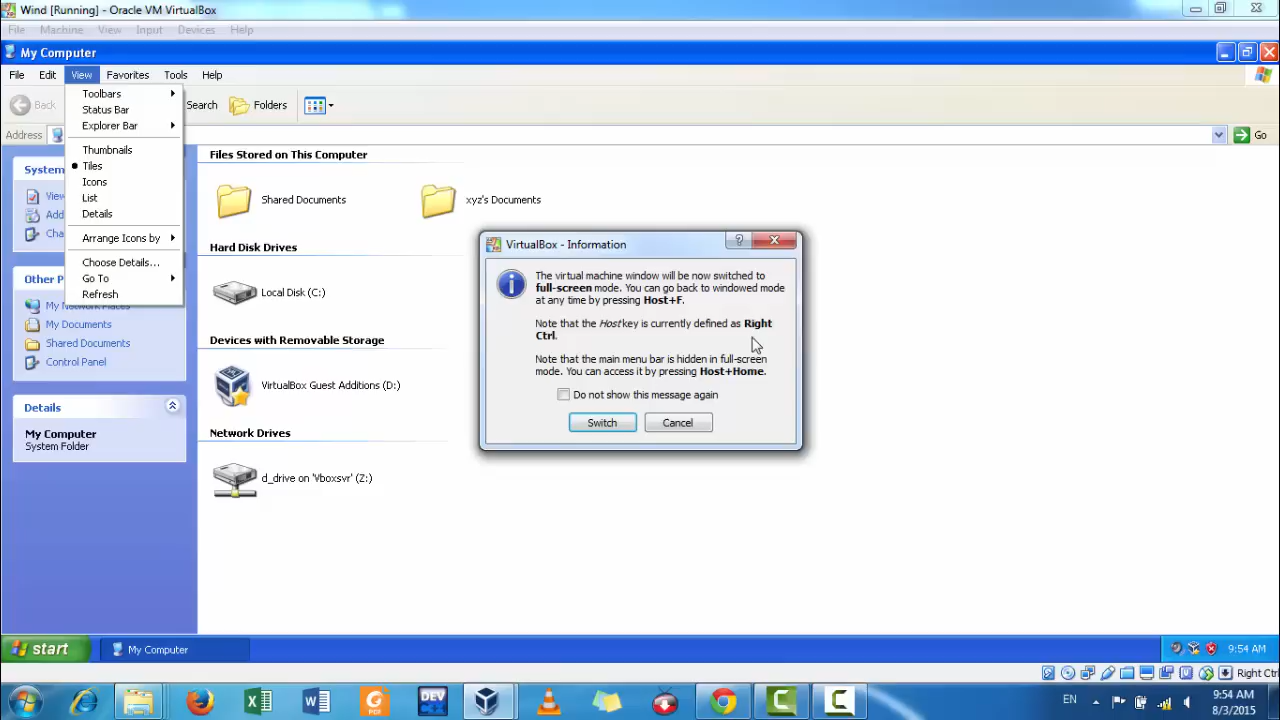 Wind [Running] - Oracle VM VirtualBox
File Machine View Input Devices Help
My Computer
File Edit View Favorites Tools Help
Back Search Folders
Address Go
Toolbars
Status Bar
Explorer Bar
Thumbnails
Tiles
Icons
List
Details
Arrange Icons by
Choose Details...
Go To
Refresh
System
View
Add
Cha
Other P
My Network Places
My Documents
Shared Documents
Control Panel
Details
My Computer
System Folder
Files Stored on This Computer
Shared Documents xyz's Documents
Hard Disk Drives
Local Disk (C:)
Devices with Removable Storage
VirtualBox Guest Additions (D:)
Network Drives
d_drive on 'Vboxsvr' (Z:)
VirtualBox - Information
The virtual machine window will be now switched to
full-screen mode. You can go back to windowed mode
at any time by pressing Host+F.
Note that the Host key is currently defined as Right
Ctrl.
Note that the main menu bar is hidden in full-screen
mode. You can access it by pressing Host+Home.
Do not show this message again
Switch Cancel
start My Computer 9:54 AM
Right Ctrl
DEV EN 9:54 AM
8/3/2015